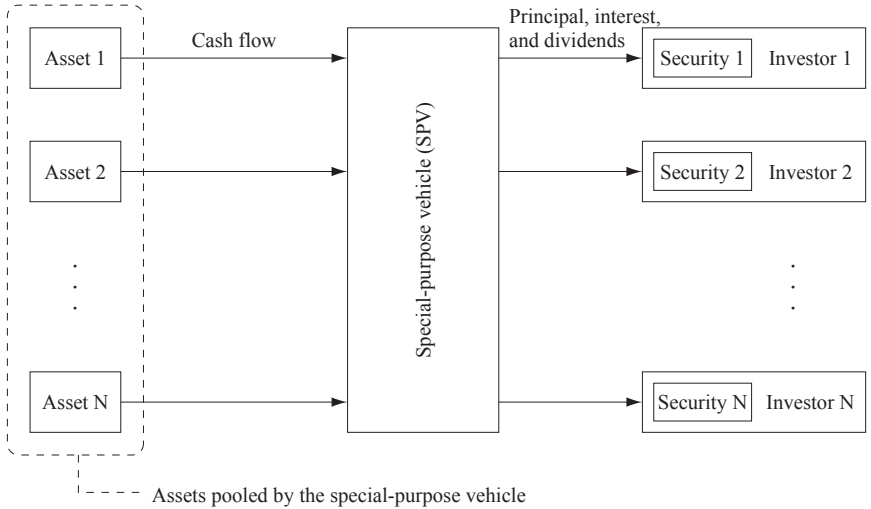 Principal, interest,
and dividends
Asset 1
Cash flow
Security 1
Investor 1
Asset 2
Special-purpose vehicle (SPV)
Security 2
Investor 2
Asset N
Security N
Investor N
Assets pooled by the special-purpose vehicle